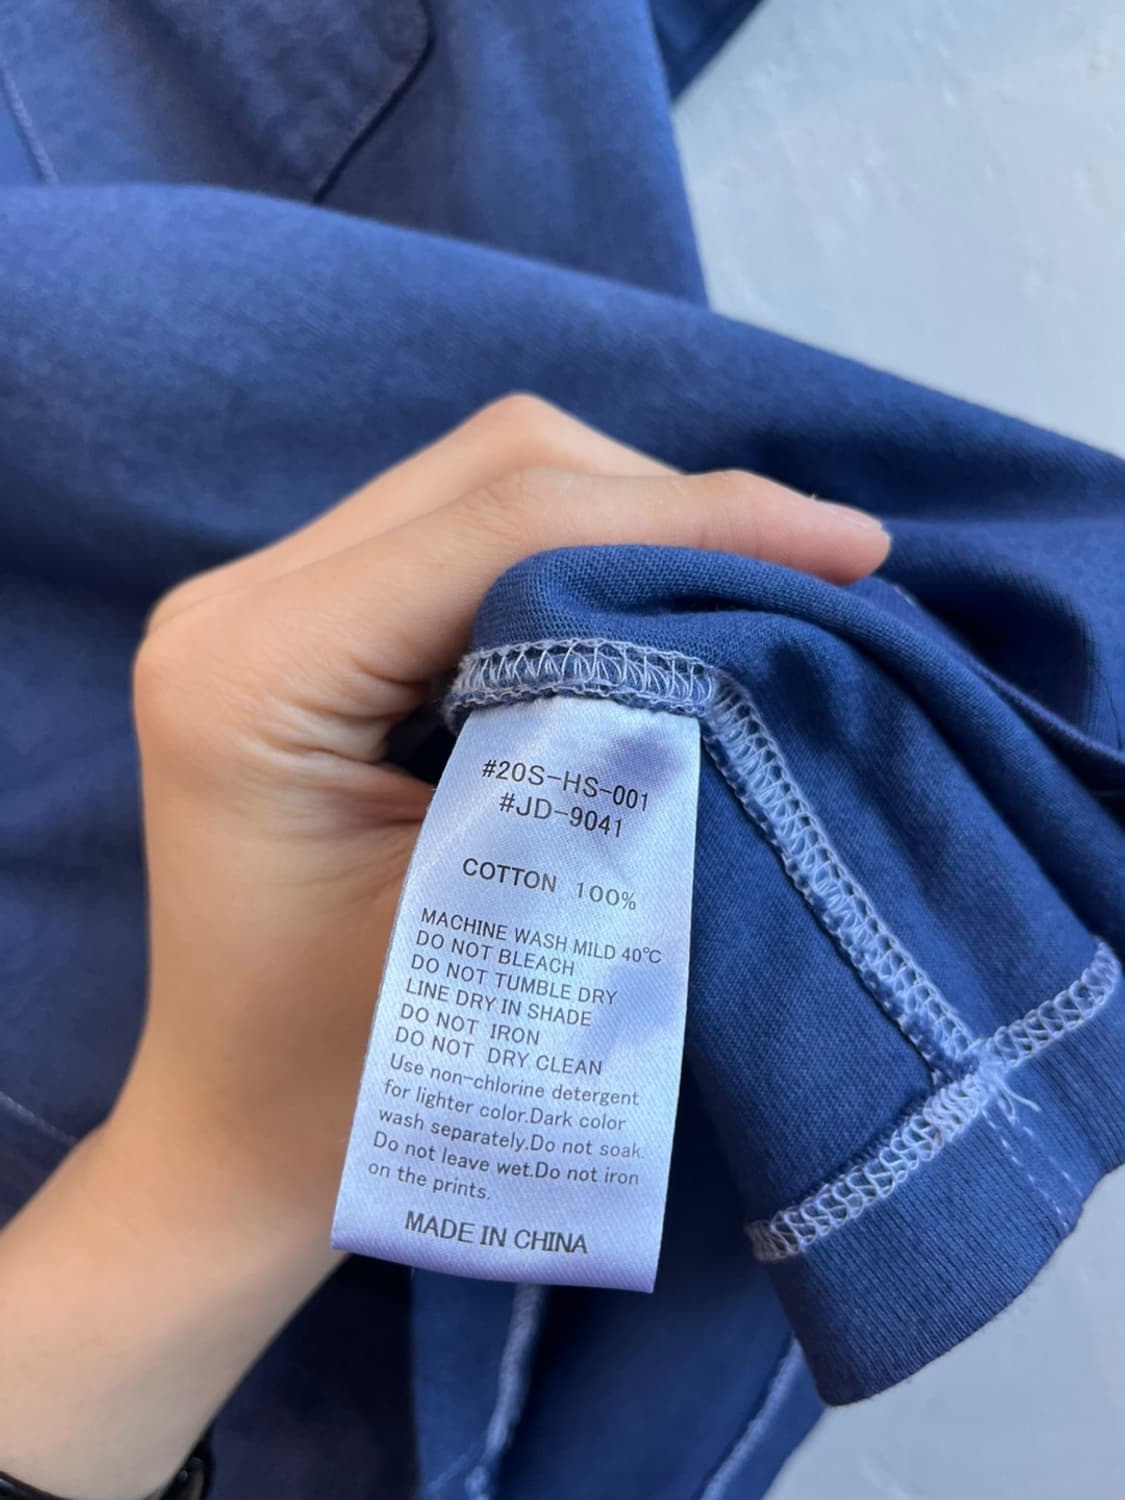 #20S-HS-001
#JD-9041
COTTON 100%
MACHINE WASH MILD 40℃
DO NOT BLEACH
DO NOT TUMBLE DRY
LINE DRY IN SHADE
DO NOT IRON
DO NOT DRY CLEAN
Use non-chlorine detergent
for lighter color.Dark color
wash separately.Do not soak.
Do not leave wet.Do not iron
on the prints.
MADE IN CHINA